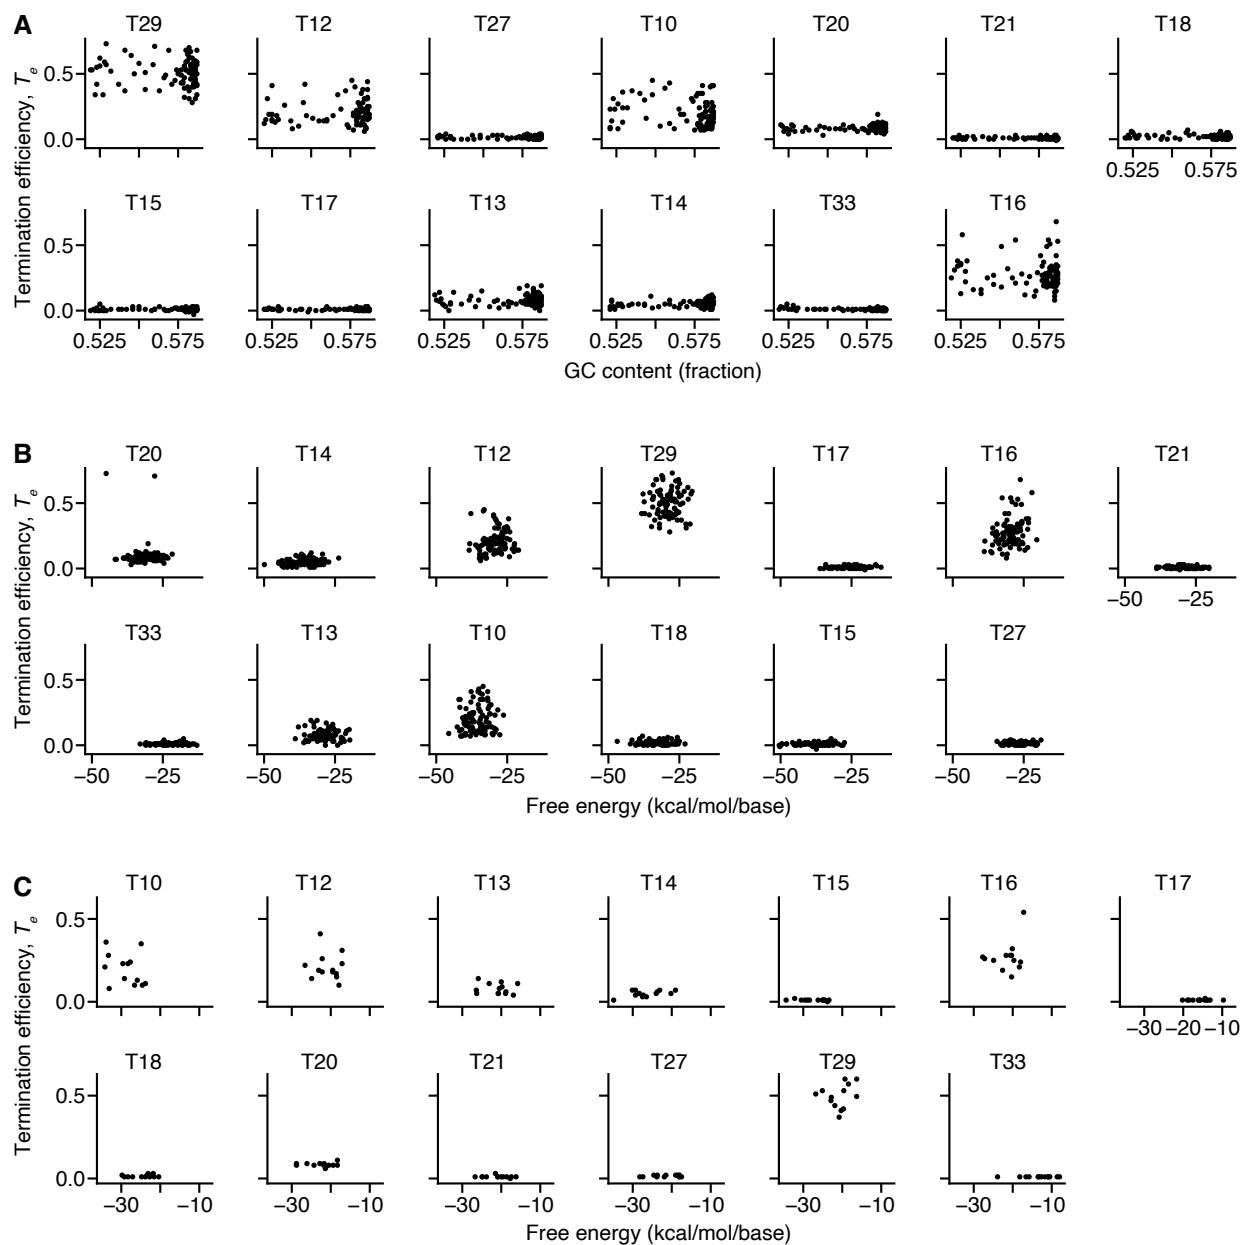 A
T29 T12 T27 T10 T20 T21 T18
Termination efficiency, Te
0.5
0.0
0.525 0.575
T15 T17 T13 T14 T33 T16
0.5
0.0
0.525 0.575 0.525 0.575 0.525 0.575 0.525 0.575 0.525 0.575 0.525 0.575
GC content (fraction)
B
T20 T14 T12 T29 T17 T16 T21
Termination efficiency, Te
0.5
0.0
−50 −25
T33 T13 T10 T18 T15 T27
0.5
0.0
−50 −25 −50 −25 −50 −25 −50 −25 −50 −25 −50 −25
Free energy (kcal/mol/base)
C
T10 T12 T13 T14 T15 T16 T17
Termination efficiency, Te
0.5
0.0
−30 −20 −10
T18 T20 T21 T27 T29 T33
0.5
0.0
−30 −10 −30 −10 −30 −10 −30 −10 −30 −10 −30 −10
Free energy (kcal/mol/base)